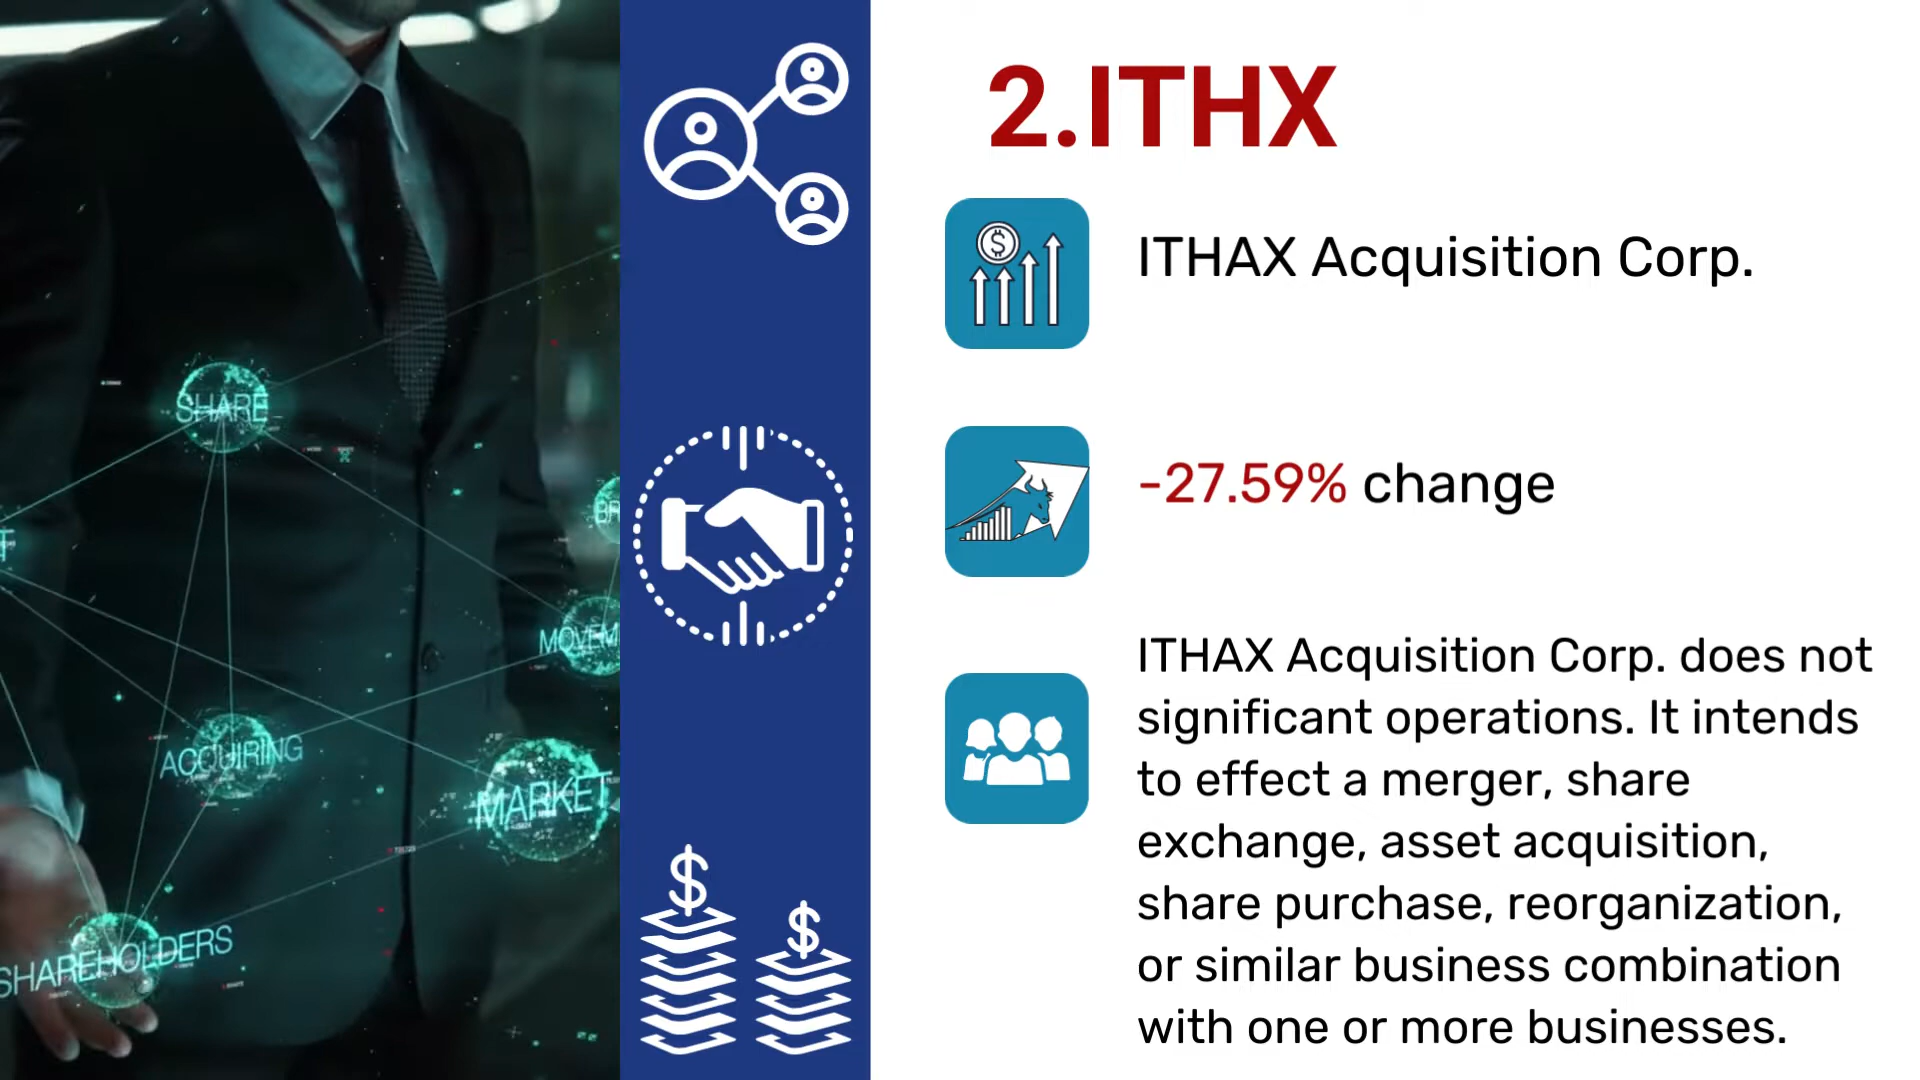 2.ITHX
ITHAX Acquisition Corp.
-27.59% change
ITHAX Acquisition Corp. does not
significant operations. It intends
to effect a merger, share
exchange, asset acquisition,
share purchase, reorganization,
or similar business combination
with one or more businesses.
SHARE
ACQUIRING
MARKET
SHAREHOLDERS